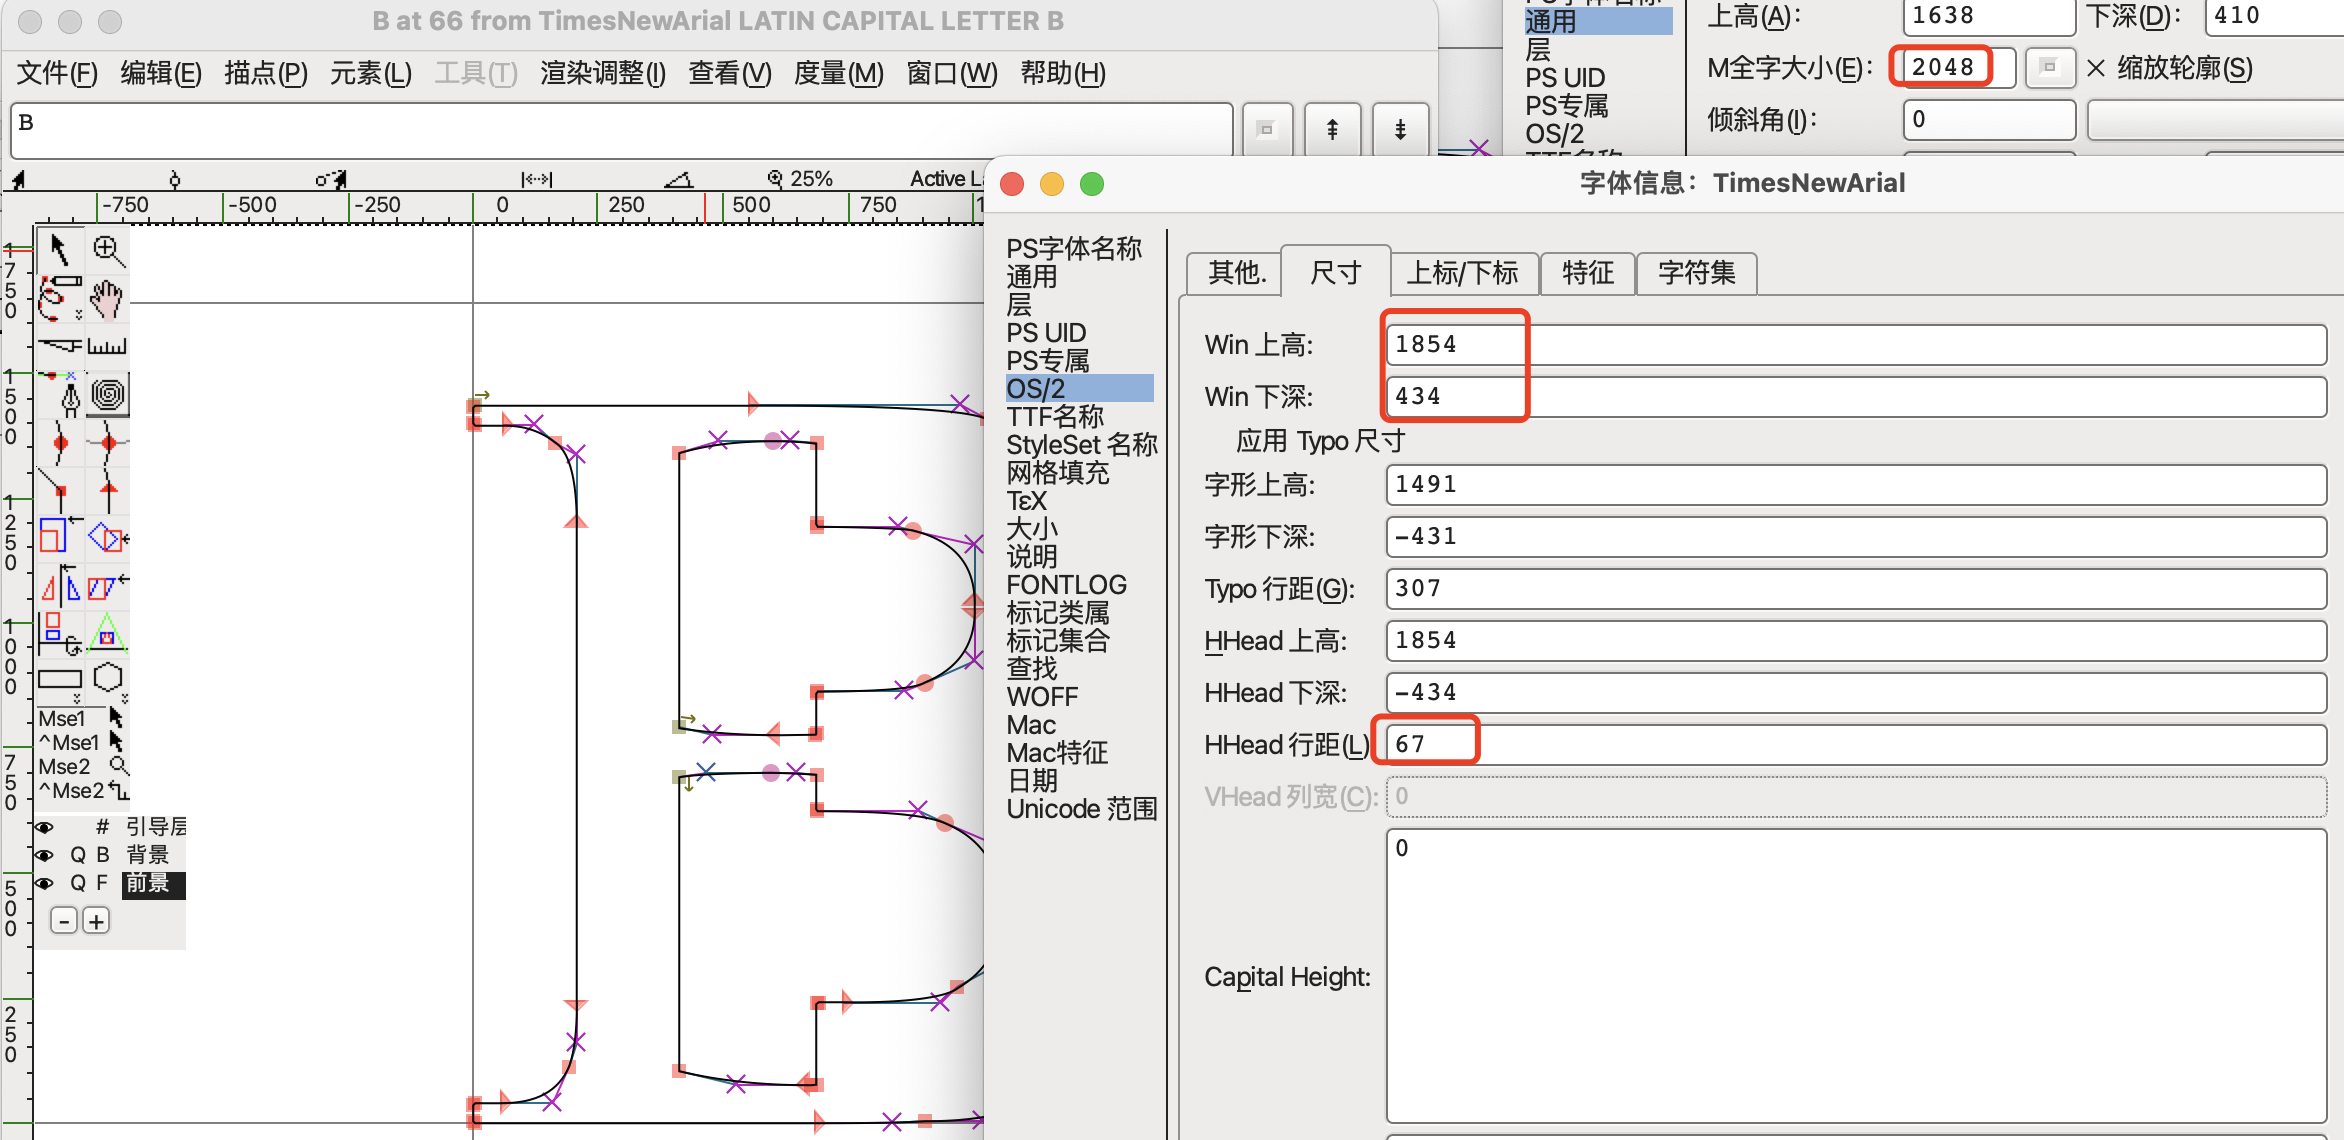 B at 66 from TimesNewArial LATIN CAPITAL LETTER B
文件(F) 编辑(E) 描点(P) 元素(L) 工具(T) 渲染调整(I) 查看(V) 度量(M) 窗口(W) 帮助(H)
B
25% Active
-750 -500 -250 0 250 500 750
1750
1500
1250
1000
750
500
250
Mse1
^Mse1
Mse2
^Mse2
# 引导层
Q B 背景
Q F 前景
- +
通用
层
PS UID
PS专属
OS/2
上高(A): 1638 下深(D): 410
M全字大小(E): 2048 缩放轮廓(S)
倾斜角(I): 0
字体信息: TimesNewArial
PS字体名称
通用
层
PS UID
PS专属
OS/2
TTF名称
StyleSet 名称
网格填充
ΤεΧ
大小
说明
FONTLOG
标记类属
标记集合
查找
WOFF
Mac
Mac特征
日期
Unicode 范围
其他. 尺寸 上标/下标 特征 字符集
Win 上高: 1854
Win 下深: 434
应用 Typo 尺寸
字形上高: 1491
字形下深: -431
Typo 行距(G): 307
HHead 上高: 1854
HHead 下深: -434
HHead 行距(L) 67
VHead 列宽(C): 0
Capital Height: 0